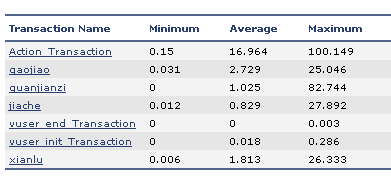 Transaction Name Minimum Average Maximum
Action_Transaction 0.15 16.964 100.149
gaojiao 0.031 2.729 25.046
guanjianzi 0 1.025 82.744
jiache 0.012 0.829 27.892
vuser_end_Transaction 0 0 0.003
vuser_init_Transaction 0 0.018 0.286
xianlu 0.006 1.813 26.333